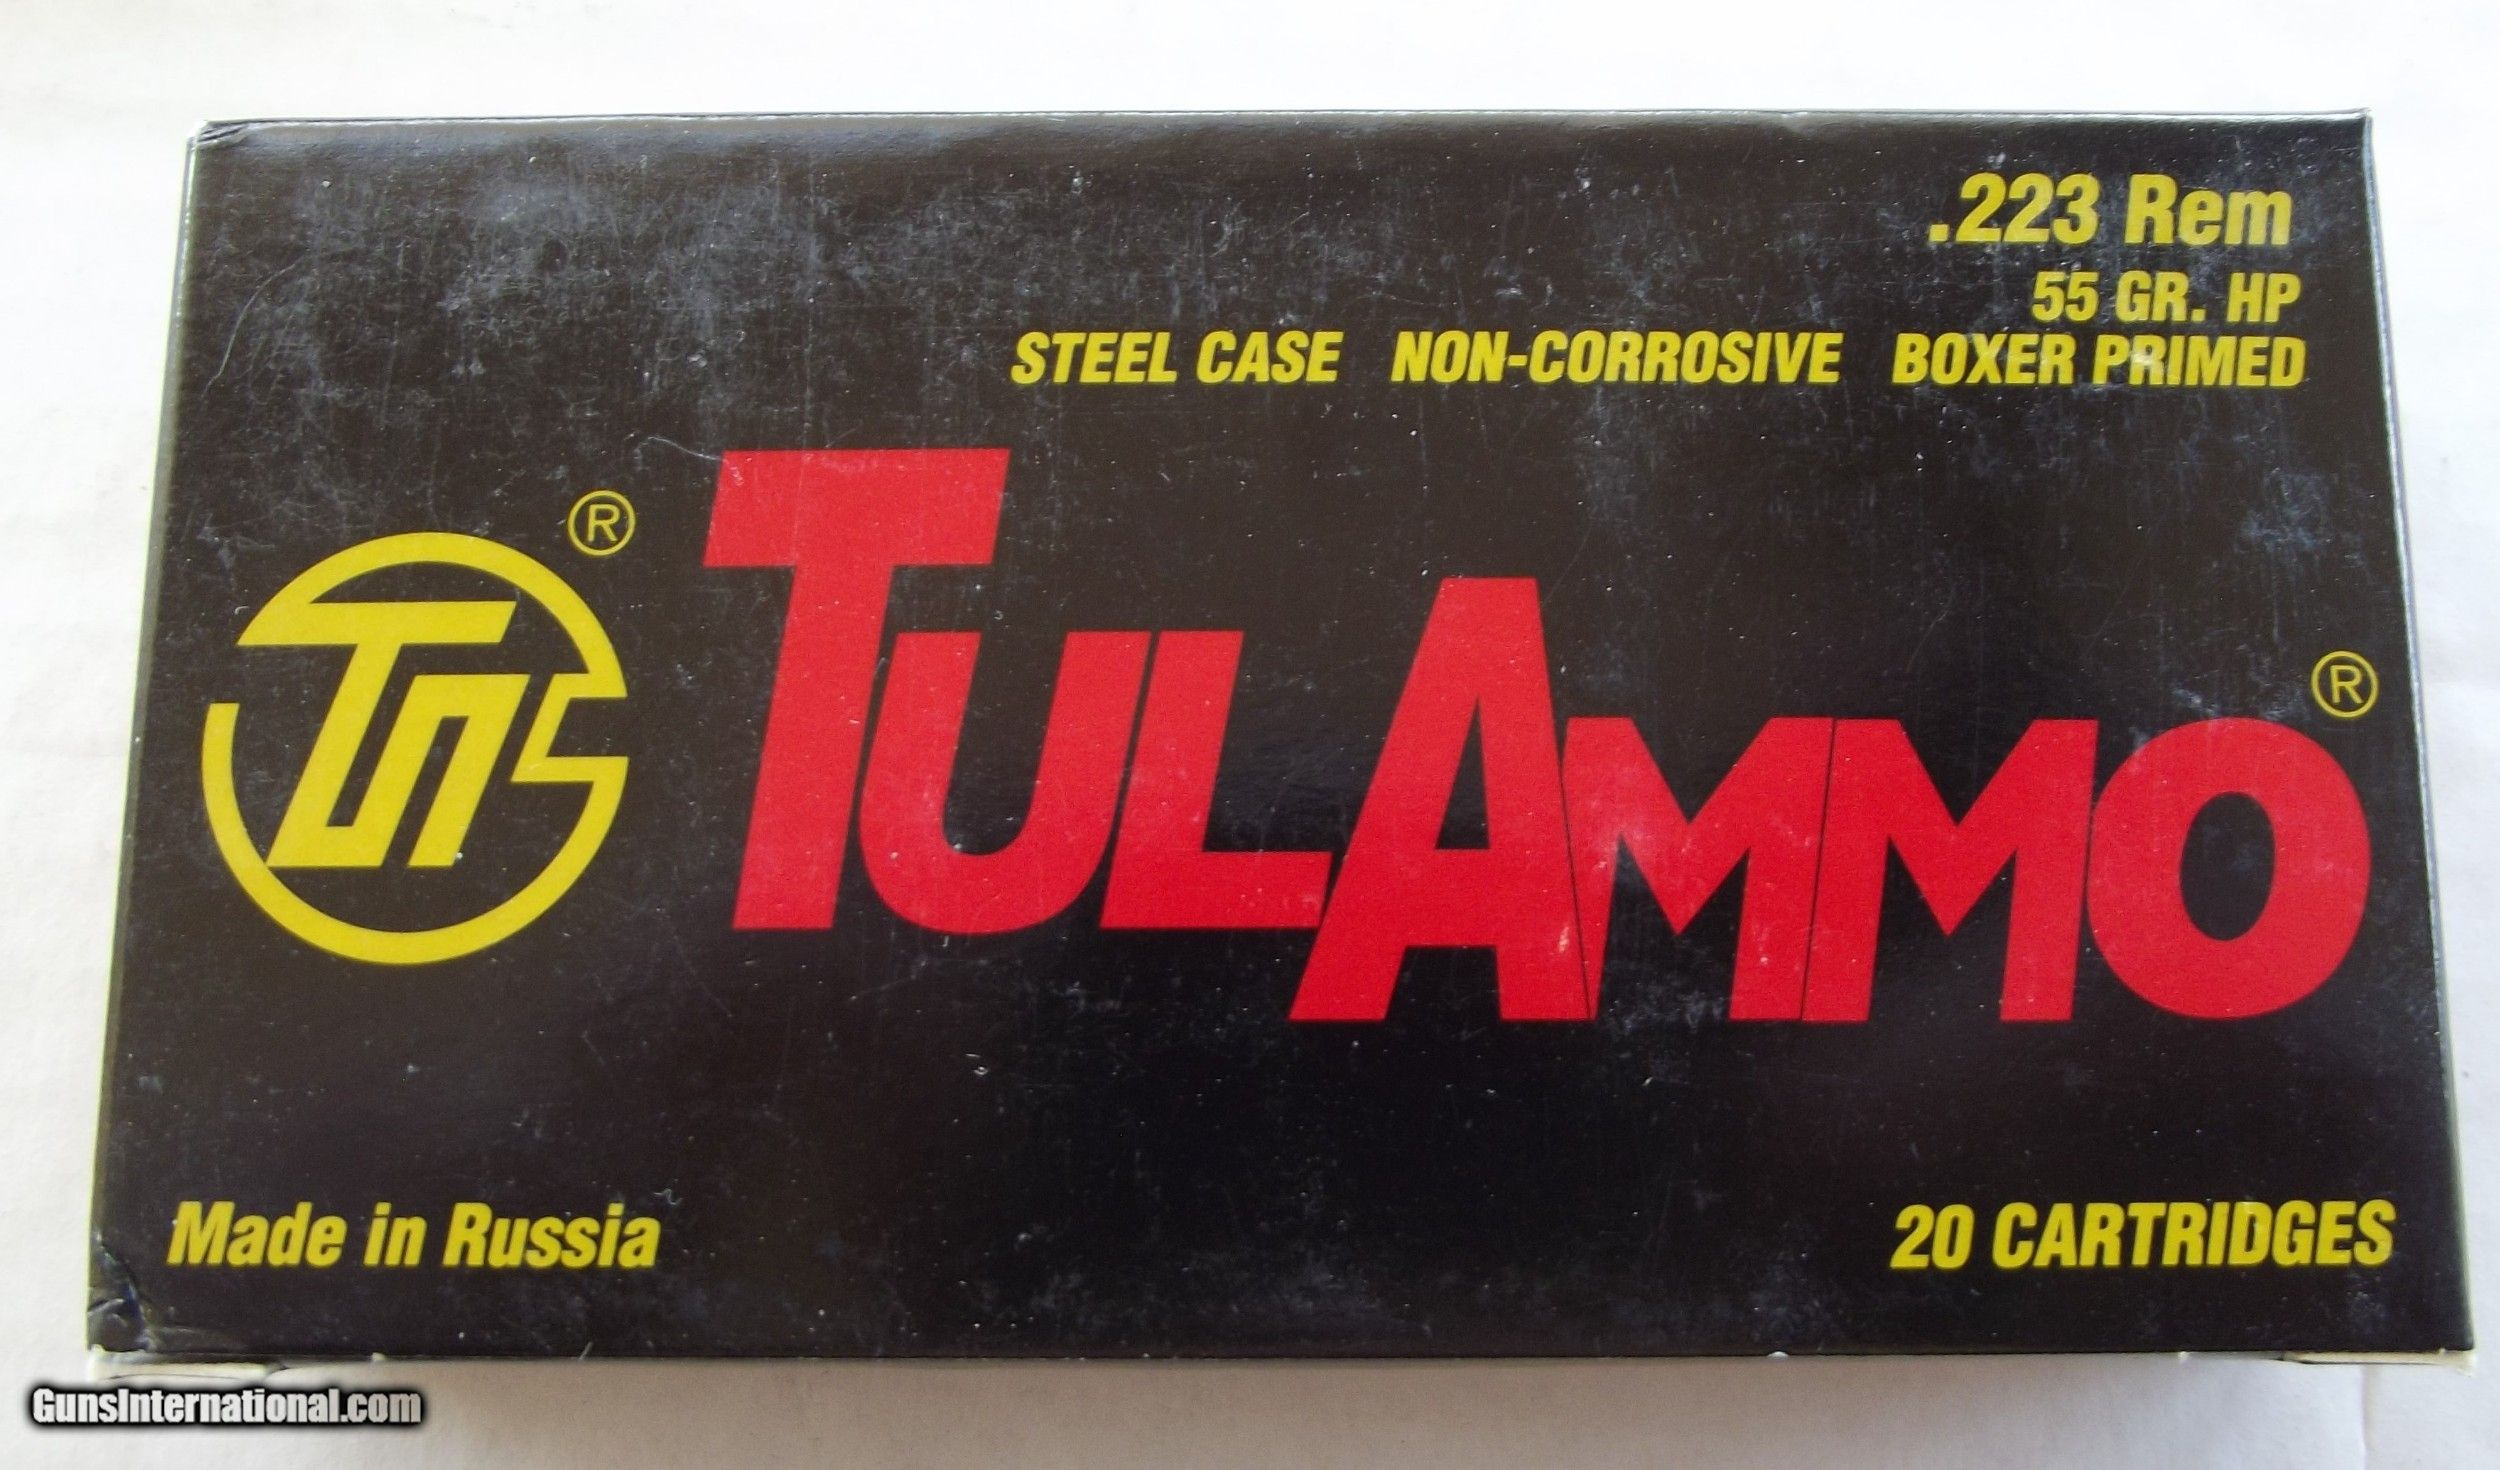 .223 Rem
55 GR. HP
STEEL CASE NON-CORROSIVE BOXER PRIMED
®
TULAMMO ®
Made in Russia
20 CARTRIDGES
GunsInternational.com